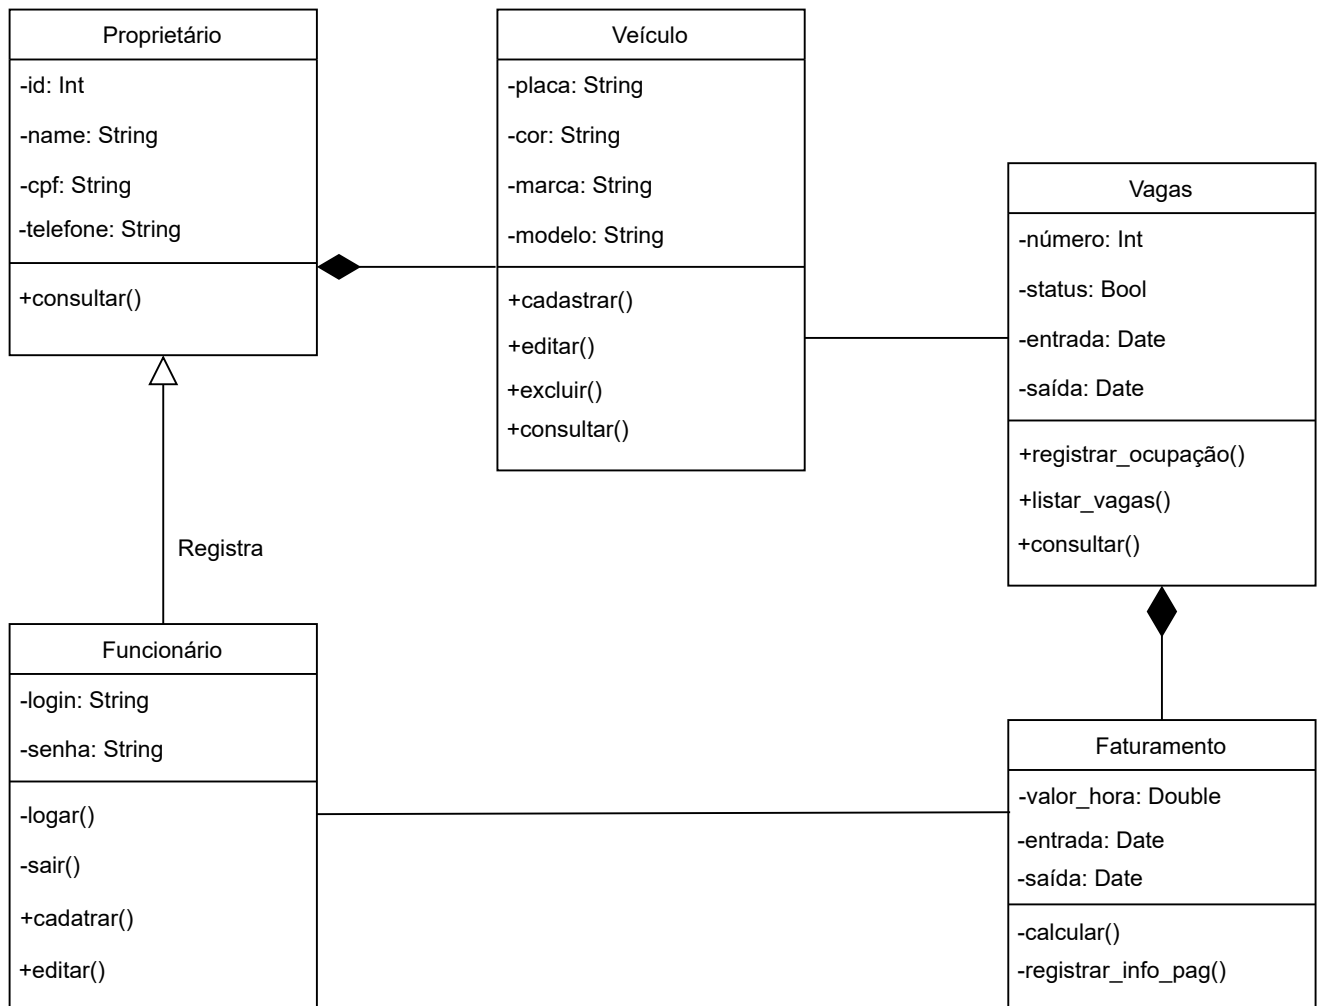 Proprietário
-id: Int
-name: String
-cpf: String
-telefone: String
+consultar()
Veículo
-placa: String
-cor: String
-marca: String
-modelo: String
+cadastrar()
+editar()
+excluir()
+consultar()
Vagas
-número: Int
-status: Bool
-entrada: Date
-saída: Date
+registrar_ocupação()
+listar_vagas()
+consultar()
Registra
Funcionário
-login: String
-senha: String
-logar()
-sair()
+cadatrar()
+editar()
Faturamento
-valor_hora: Double
-entrada: Date
-saída: Date
-calcular()
-registrar_info_pag()